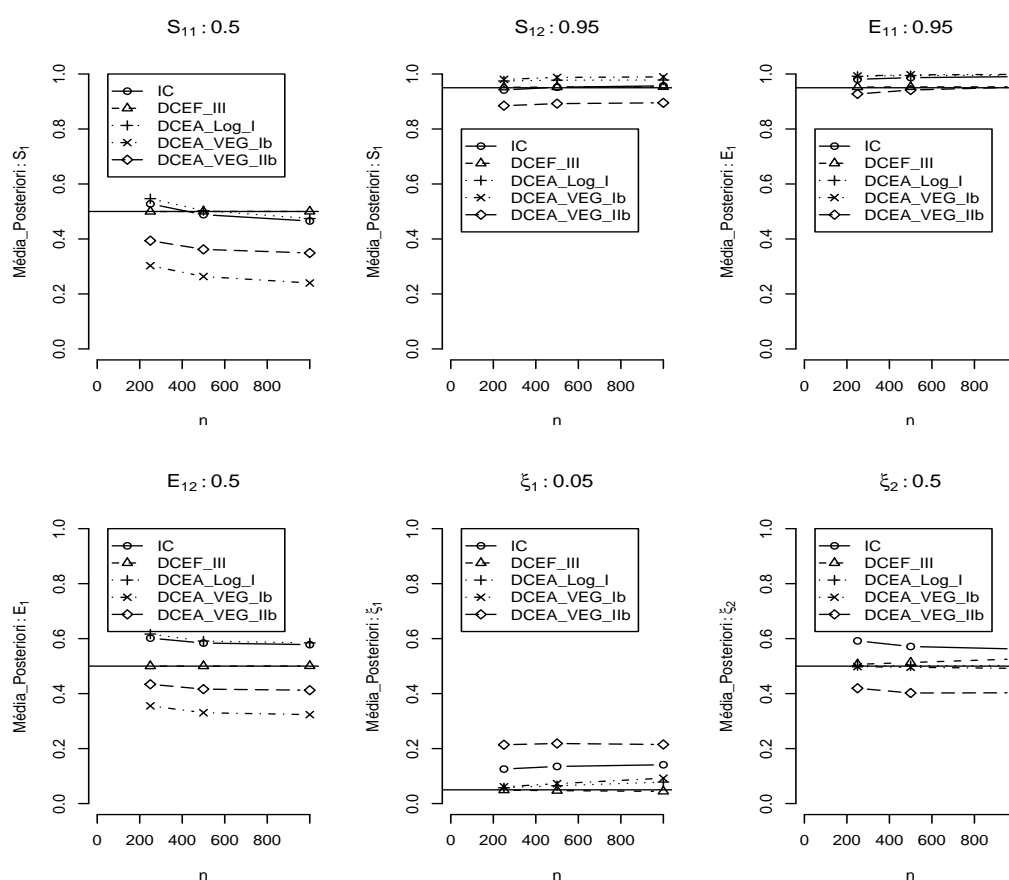 S₁₁ : 0.5
Média_Posteriori : S₁
0.0 0.2 0.4 0.6 0.8 1.0
IC
DCEF_III
DCEA_Log_I
DCEA_VEG_Ib
DCEA_VEG_IIb
0 200 400 600 800
n
S₁₂ : 0.95
Média_Posteriori : S₁
0.0 0.2 0.4 0.6 0.8 1.0
IC
DCEF_III
DCEA_Log_I
DCEA_VEG_Ib
DCEA_VEG_IIb
0 200 400 600 800
n
E₁₁ : 0.95
Média_Posteriori : E₁
0.0 0.2 0.4 0.6 0.8 1.0
IC
DCEF_III
DCEA_Log_I
DCEA_VEG_Ib
DCEA_VEG_IIb
0 200 400 600 800
n
E₁₂ : 0.5
Média_Posteriori : E₁
0.0 0.2 0.4 0.6 0.8 1.0
IC
DCEF_III
DCEA_Log_I
DCEA_VEG_Ib
DCEA_VEG_IIb
0 200 400 600 800
n
ξ₁ : 0.05
Média_Posteriori : ξ₁
0.0 0.2 0.4 0.6 0.8 1.0
IC
DCEF_III
DCEA_Log_I
DCEA_VEG_Ib
DCEA_VEG_IIb
0 200 400 600 800
n
ξ₂ : 0.5
Média_Posteriori : ξ₂
0.0 0.2 0.4 0.6 0.8 1.0
IC
DCEF_III
DCEA_Log_I
DCEA_VEG_Ib
DCEA_VEG_IIb
0 200 400 600 800
n